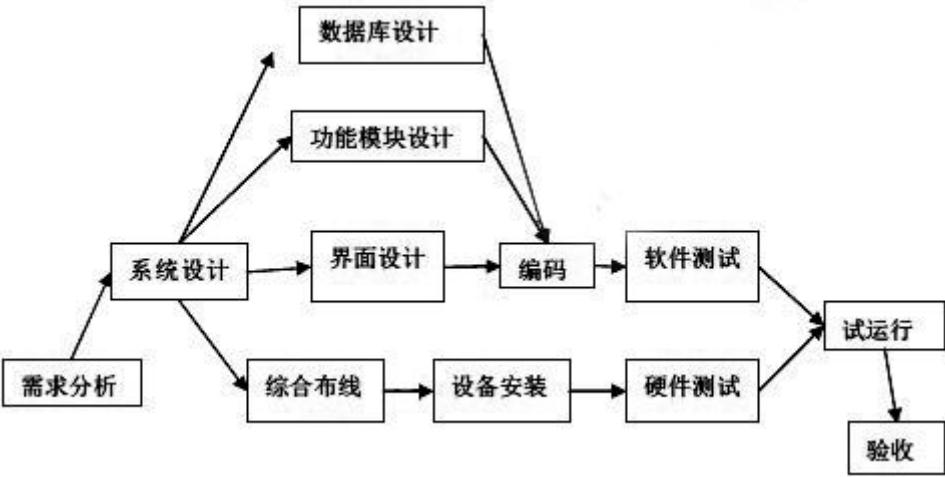 数据库设计
功能模块设计
系统设计
界面设计
编码
软件测试
试运行
需求分析
综合布线
设备安装
硬件测试
验收